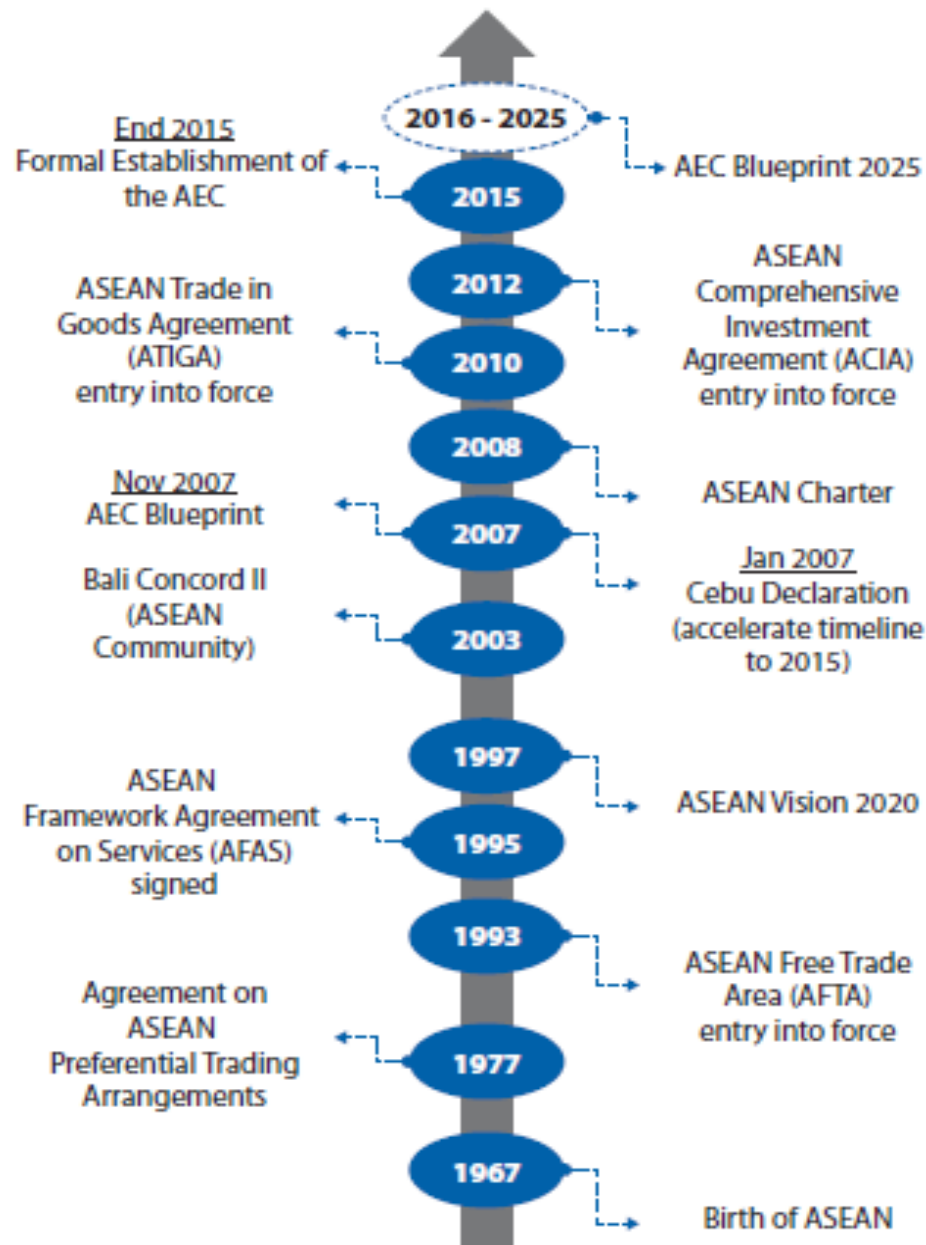 2016 - 2025
AEC Blueprint 2025
End 2015
Formal Establishment of
the AEC
2015
2012
ASEAN
Comprehensive
Investment
Agreement (ACIA)
entry into force
ASEAN Trade in
Goods Agreement
(ATIGA)
entry into force
2010
2008
ASEAN Charter
Nov 2007
AEC Blueprint
2007
Jan 2007
Cebu Declaration
(accelerate timeline
to 2015)
Bali Concord II
(ASEAN
Community)
2003
1997
ASEAN Vision 2020
ASEAN
Framework Agreement
on Services (AFAS)
signed
1995
1993
ASEAN Free Trade
Area (AFTA)
entry into force
Agreement on
ASEAN
Preferential Trading
Arrangements
1977
1967
Birth of ASEAN